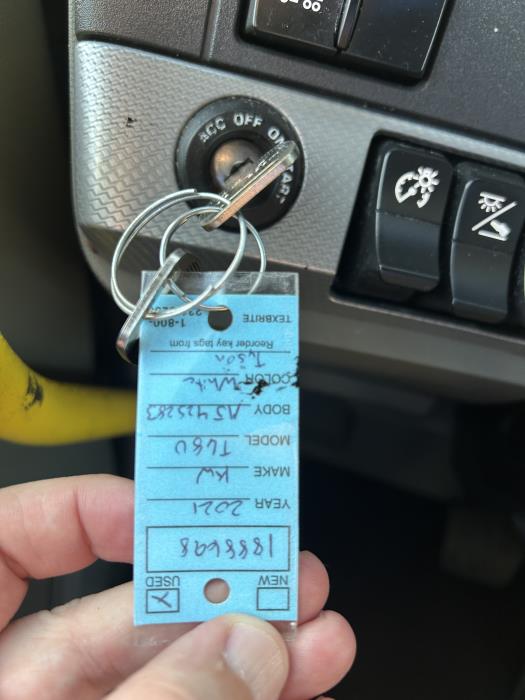 ACC OFF ON START
NEW USED
1888698
YEAR 2021
MAKE KW
MODEL T680
BODY MJ425283
COLOR White
Tyson
Reorder key tags from
TEXBRITE 1-800-